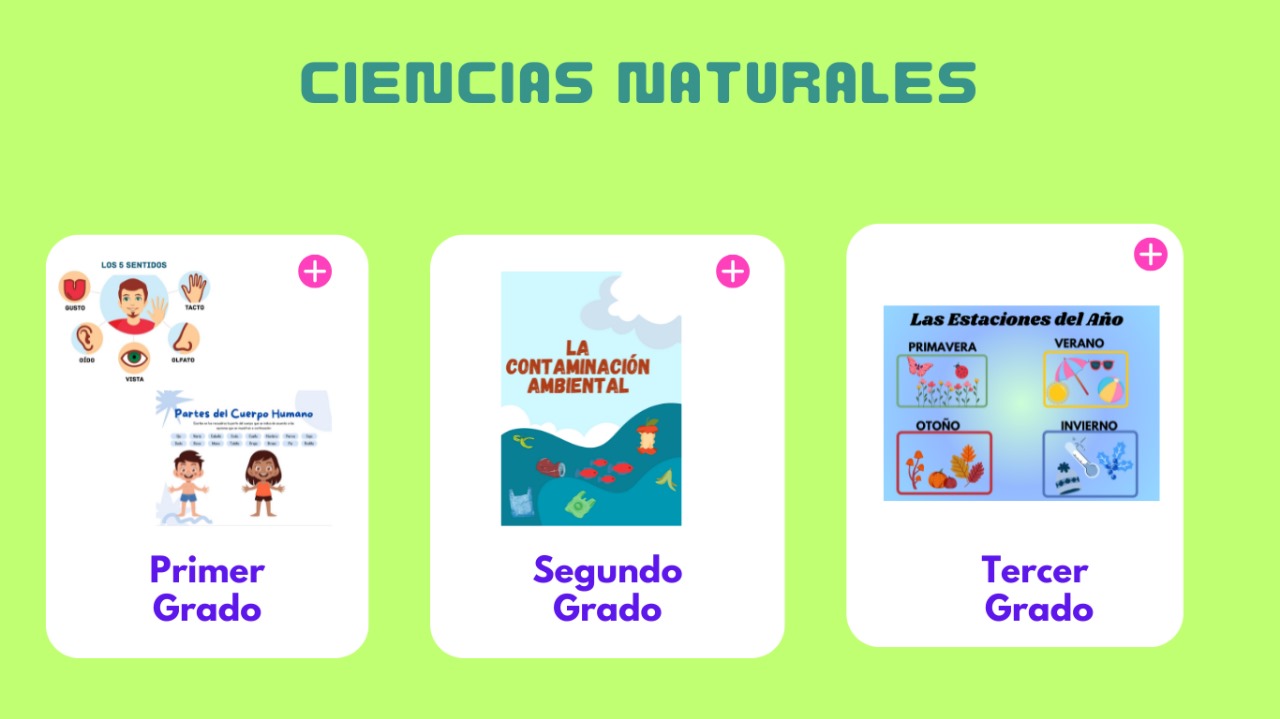 CIENCIAS NATURALES
LOS 5 SENTIDOS
GUSTO
TACTO
OÍDO
OLFATO
VISTA
Partes del Cuerpo Humano
Primer
Grado
LA
CONTAMINACIÓN
AMBIENTAL
Segundo
Grado
Las Estaciones del Año
PRIMAVERA
VERANO
OTOÑO
INVIERNO
Tercer
Grado